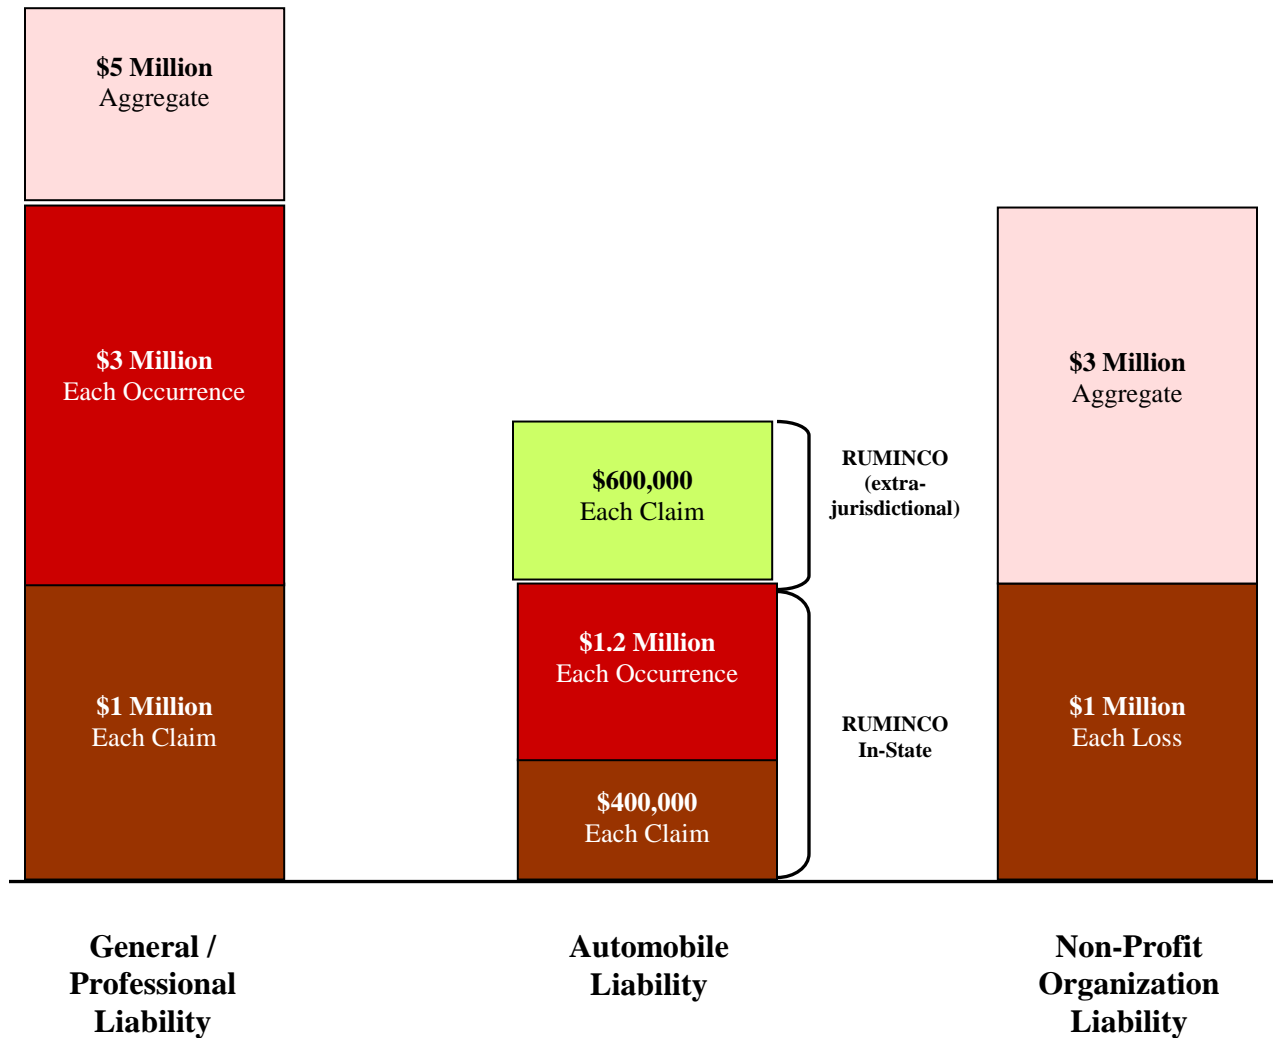 $5 Million
Aggregate
$3 Million
Each Occurrence
$1 Million
Each Claim
General /
Professional
Liability
$600,000
Each Claim
RUMINCO
(extra-
jurisdictional)
$1.2 Million
Each Occurrence
$400,000
Each Claim
RUMINCO
In-State
Automobile
Liability
$3 Million
Aggregate
$1 Million
Each Loss
Non-Profit
Organization
Liability